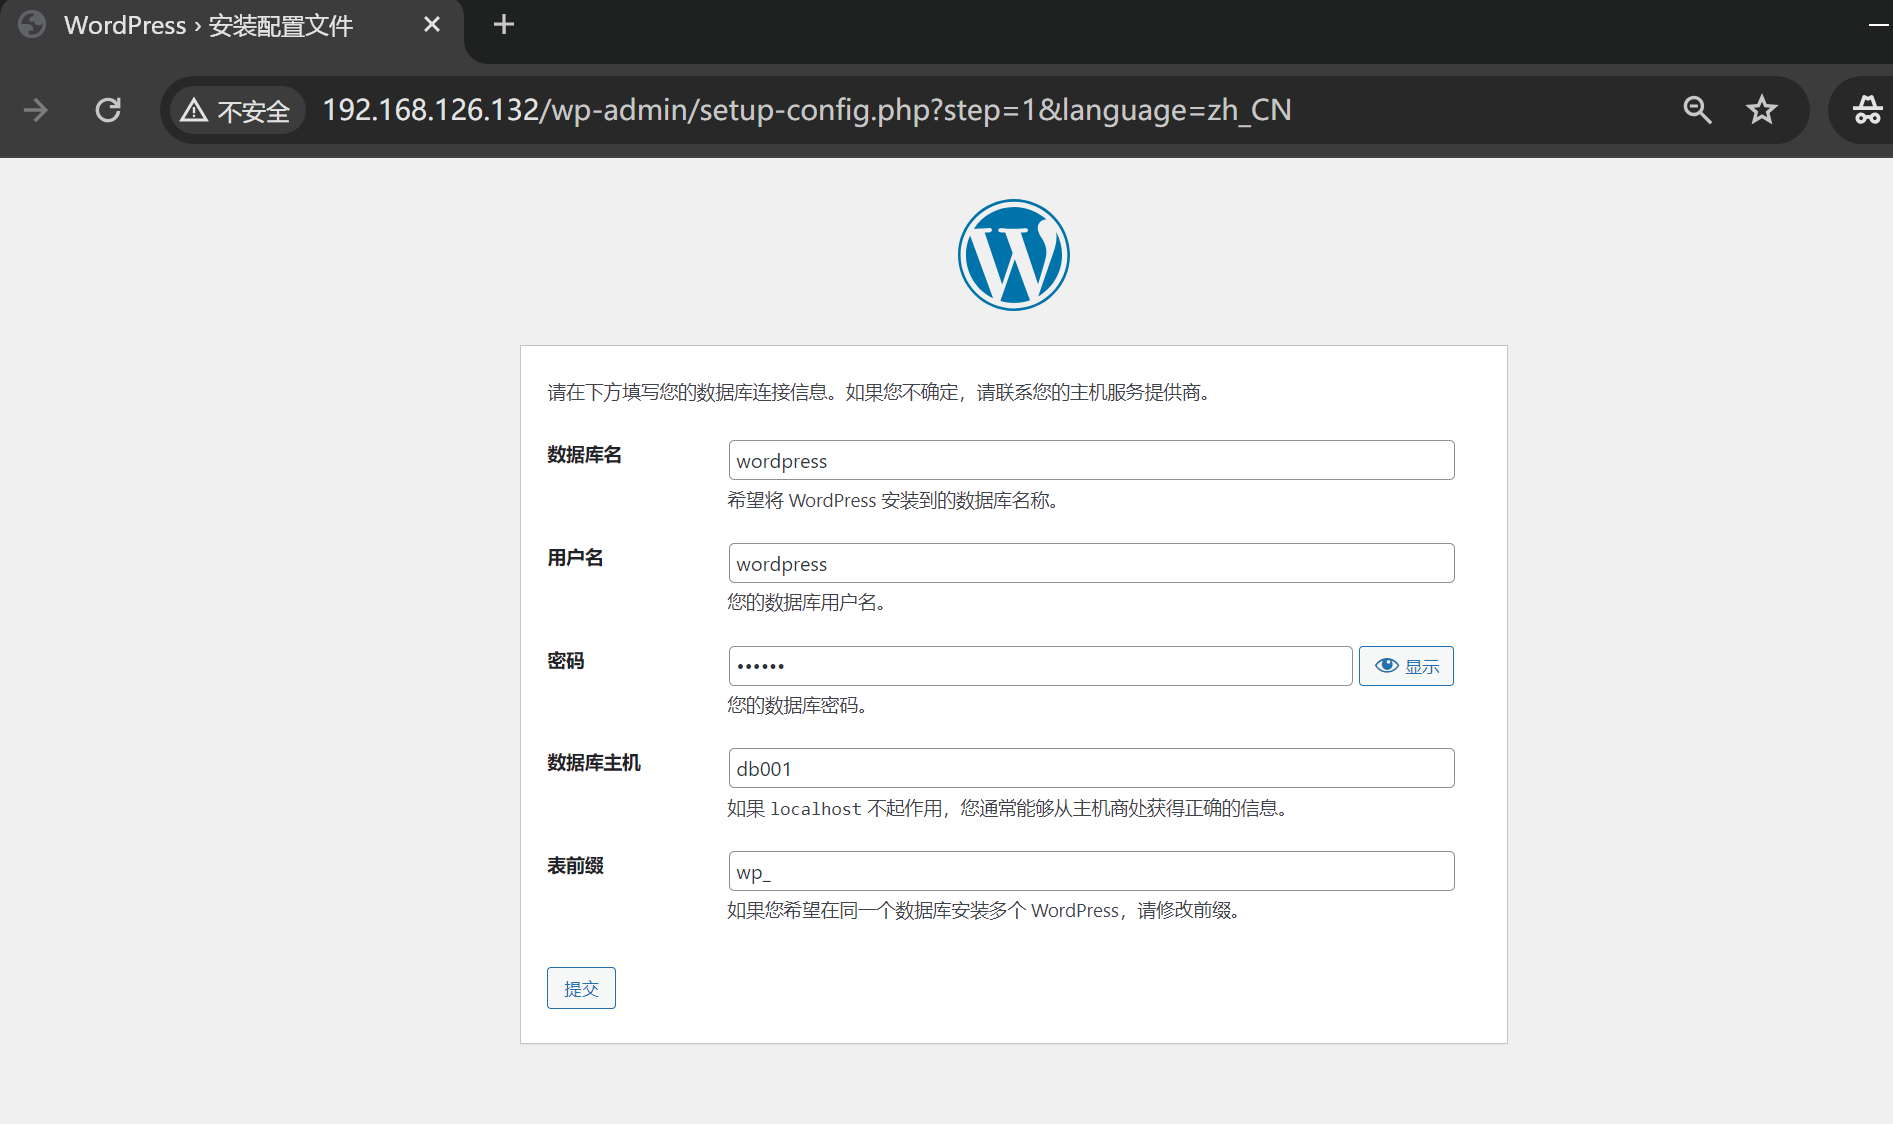 WordPress › 安装配置文件
不安全 192.168.126.132/wp-admin/setup-config.php?step=1&language=zh_CN
请在下方填写您的数据库连接信息。如果您不确定，请联系您的主机服务提供商。
数据库名
wordpress
希望将 WordPress 安装到的数据库名称。
用户名
wordpress
您的数据库用户名。
密码
••••••
显示
您的数据库密码。
数据库主机
db001
如果 localhost 不起作用，您通常能够从主机商处获得正确的信息。
表前缀
wp_
如果您希望在同一个数据库安装多个 WordPress，请修改前缀。
提交